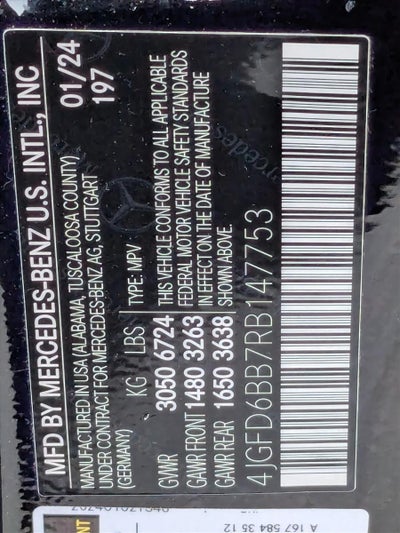 MFD BY MERCEDES-BENZ U.S. INTL., INC
01/24
197
MANUFACTURED IN USA (ALABAMA, TUSCALOOSA COUNTY)
UNDER CONTRACT FOR MERCEDES-BENZ AG, STUTTGART
(GERMANY)
KG LBS TYPE: MPV
GVWR 3050 6724
GAWR FRONT 1480 3263
GAWR REAR 1650 3638
THIS VEHICLE CONFORMS TO ALL APPLICABLE
FEDERAL MOTOR VEHICLE SAFETY STANDARDS
IN EFFECT ON THE DATE OF MANUFACTURE
SHOWN ABOVE.
4JGFD6BB7RB147753
Mercedes-Benz
A 167 584 35 12